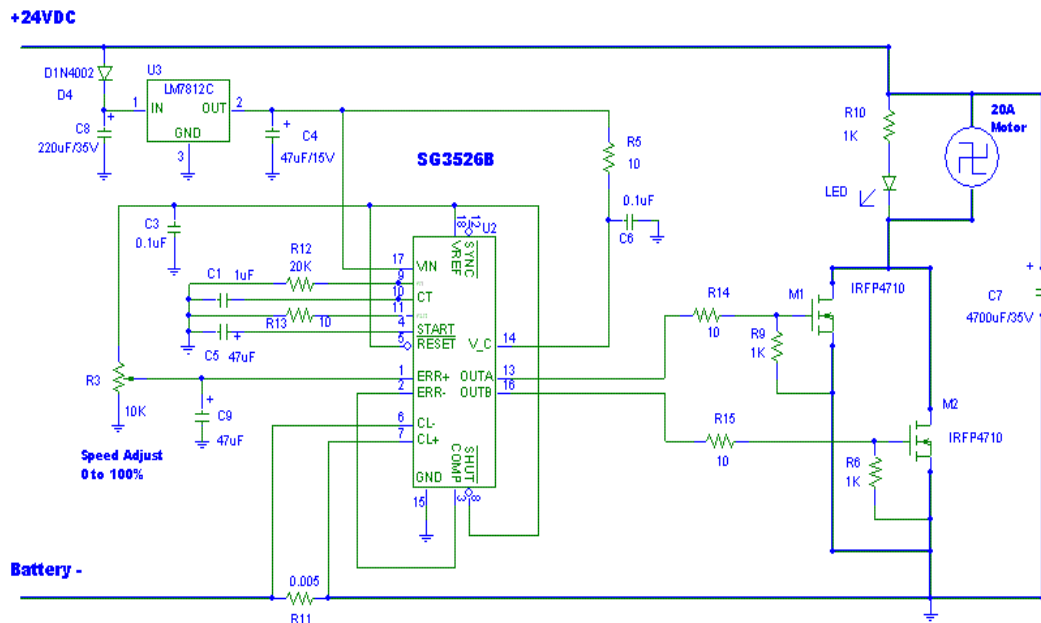 +24VDC
D1N4002
D4
U3
LM7812C
1
IN
OUT
2
GND
3
C8
220uF/35V
C4
47uF/15V
SG3526B
R5
10
0.1uF
C6
R10
1K
LED
20A
Motor
C3
0.1uF
18
12
U2
VREF
SYNC
R12
20K
C1
1uF
R13
10
C5
47uF
17
VIN
9
10
CT
11
4
START
5
RESET
V_C
14
1
ERR+
2
ERR-
OUTA
13
OUTB
16
6
CL-
7
CL+
GND
15
COMP
SHUT
3
8
R3
10K
C9
47uF
Speed Adjust
0 to 100%
R14
10
R9
1K
M1
IRFP4710
C7
4700uF/35V
R15
10
R6
1K
M2
IRFP4710
Battery -
0.005
R11